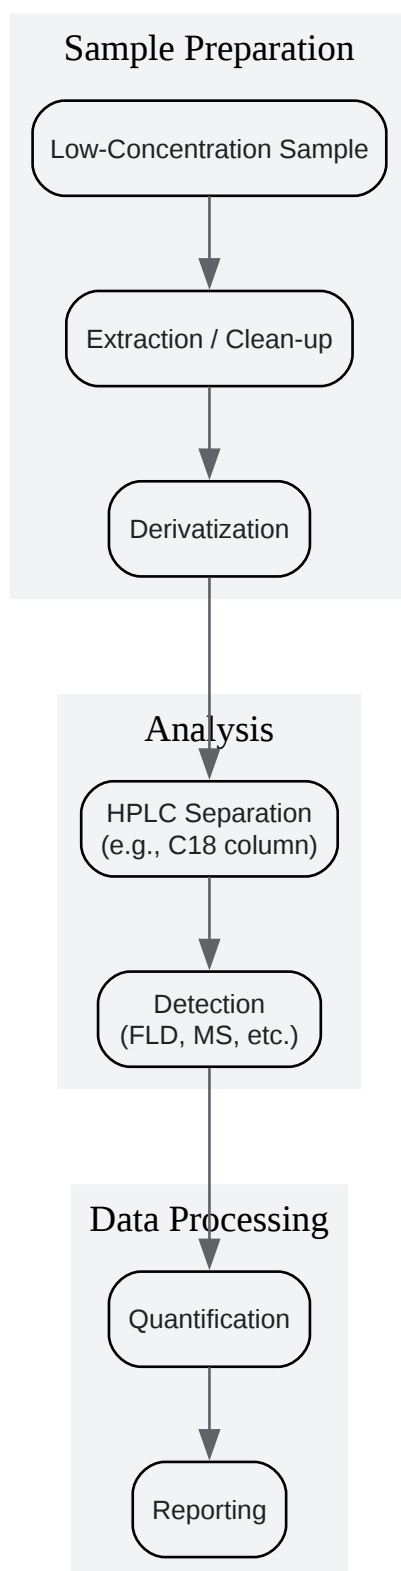 Sample Preparation
Low-Concentration Sample
Extraction / Clean-up
Derivatization
Analysis
HPLC Separation
(e.g., C18 column)
Detection
(FLD, MS, etc.)
Data Processing
Quantification
Reporting